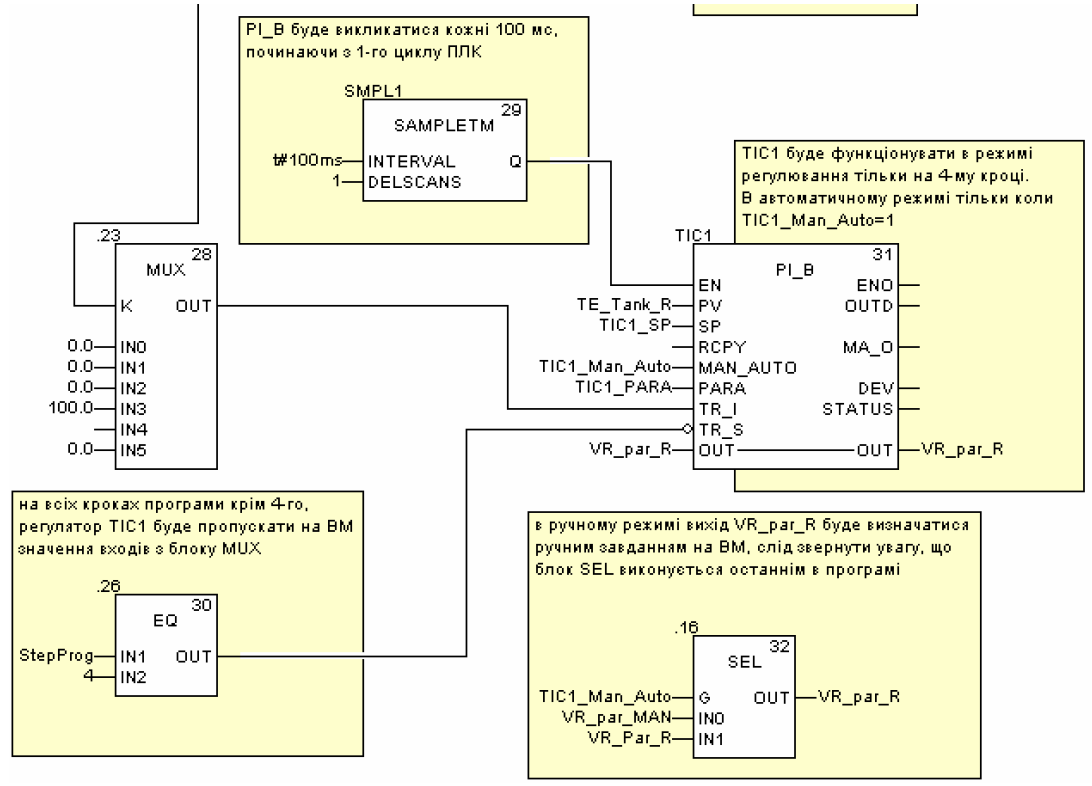 PI_B буде викликатися кожні 100 мс,
починаючи з 1-го циклу ПЛК
SMPL1
29
SAMPLETM
t#100ms INTERVAL Q
1 DELSCANS
TIC1 буде функціонувати в режимі
регулювання тільки на 4-му кроці.
В автоматичному режимі тільки коли
TIC1_Man_Auto=1
.23
28
MUX
K OUT
0.0 IN0
0.0 IN1
0.0 IN2
100.0 IN3
IN4
0.0 IN5
TIC1
31
PI_B
EN ENO
TE_Tank_R PV OUTD
TIC1_SP SP
RCPY MA_O
TIC1_Man_Auto MAN_AUTO
TIC1_PARA PARA DEV
TR_I STATUS
TR_S
VR_par_R OUT OUT VR_par_R
на всіх кроках програми крім 4-го,
регулятор TIC1 буде пропускати на ВМ
значення входів з блоку MUX
.26
30
EQ
StepProg IN1 OUT
4 IN2
в ручному режимі вихід VR_par_R буде визначатися
ручним завданням на ВМ, слід звернути увагу, що
блок SEL виконується останнім в програмі
.16
32
SEL
TIC1_Man_Auto G OUT VR_par_R
VR_par_MAN IN0
VR_Par_R IN1